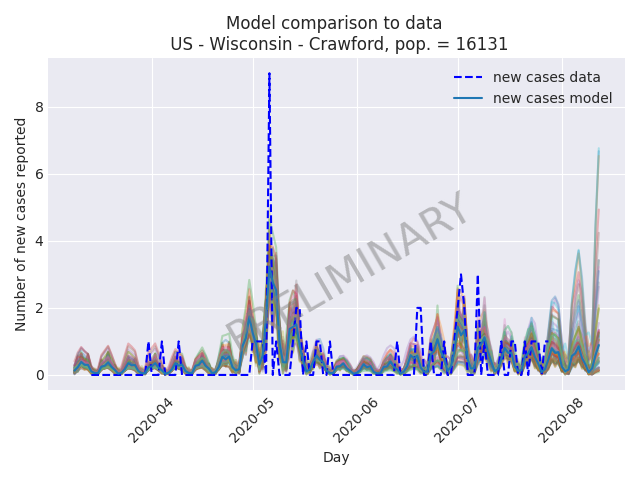 Model comparison to data
US - Wisconsin - Crawford, pop. = 16131
new cases data
new cases model
Number of new cases reported
8
6
4
2
0
PRELIMINARY
2020-04
2020-05
2020-06
2020-07
2020-08
Day